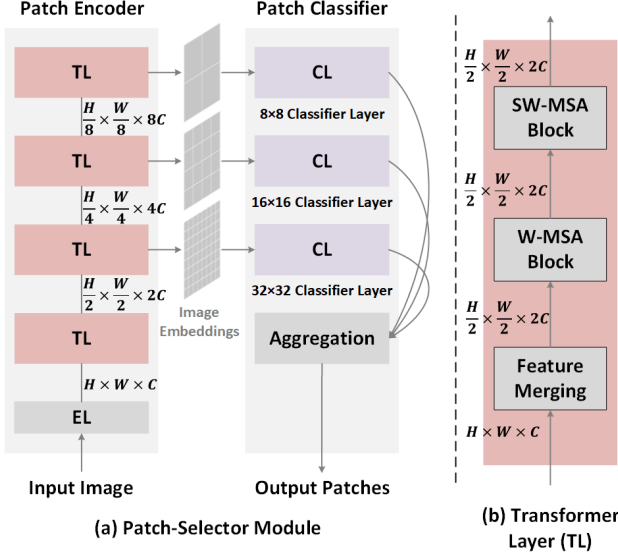 Patch Encoder
Patch Classifier
TL
CL
8×8 Classifier Layer
H/8 × W/8 × 8C
TL
CL
16×16 Classifier Layer
H/4 × W/4 × 4C
TL
CL
32×32 Classifier Layer
H/2 × W/2 × 2C
Image
Embeddings
TL
Aggregation
H × W × C
EL
Input Image
Output Patches
(a) Patch-Selector Module
H/2 × W/2 × 2C
SW-MSA
Block
H/2 × W/2 × 2C
W-MSA
Block
H/2 × W/2 × 2C
Feature
Merging
H × W × C
(b) Transformer
Layer (TL)